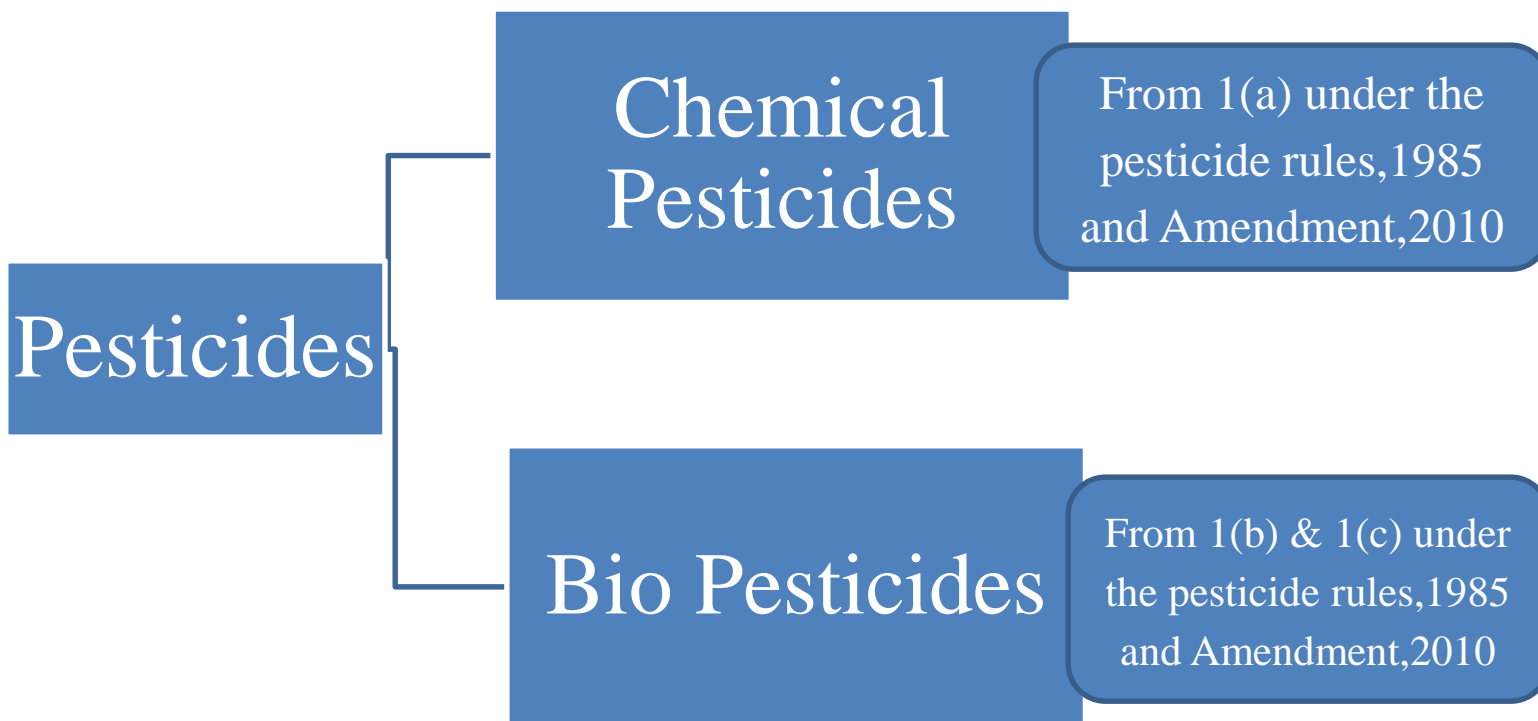 Pesticides
Chemical
Pesticides
From 1(a) under the
pesticide rules,1985
and Amendment,2010
Bio Pesticides
From 1(b) & 1(c) under
the pesticide rules,1985
and Amendment,2010